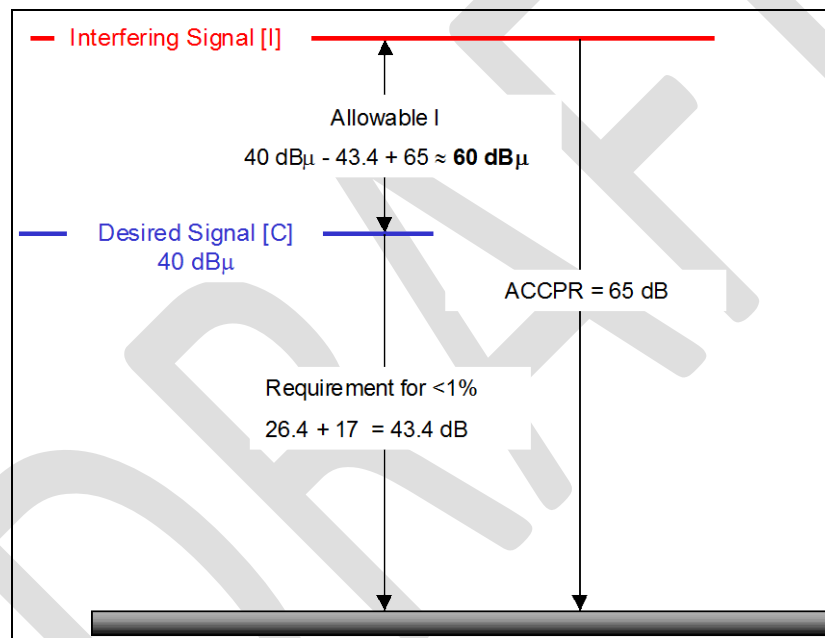 Interfering Signal [I]
Allowable I
40 dBμ - 43.4 + 65 ≈ 60 dBμ
Desired Signal [C]
40 dBμ
ACCPR = 65 dB
Requirement for <1%
26.4 + 17 = 43.4 dB
DRAFT